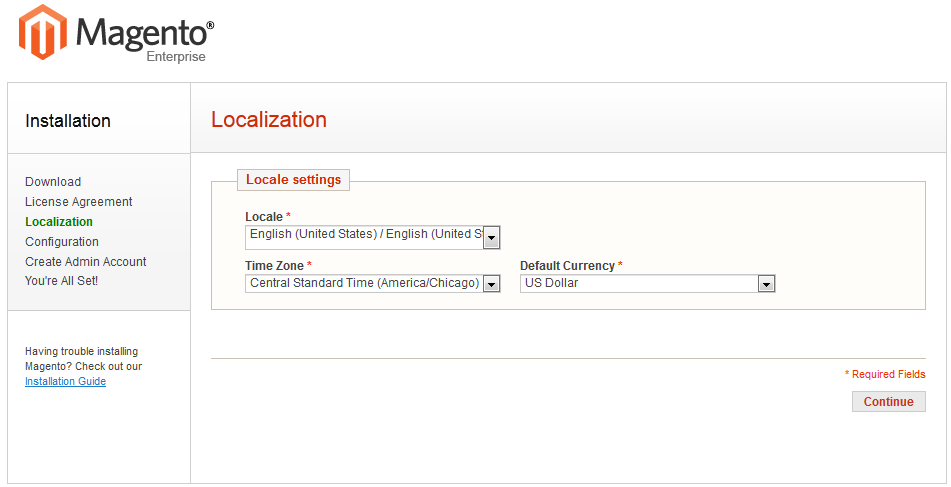 Magento®
Enterprise
Installation
Download
License Agreement
Localization
Configuration
Create Admin Account
You're All Set!
Having trouble installing
Magento? Check out our
Installation Guide
Localization
Locale settings
Locale *
English (United States) / English (United S
Time Zone * Default Currency *
Central Standard Time (America/Chicago) US Dollar
* Required Fields
Continue